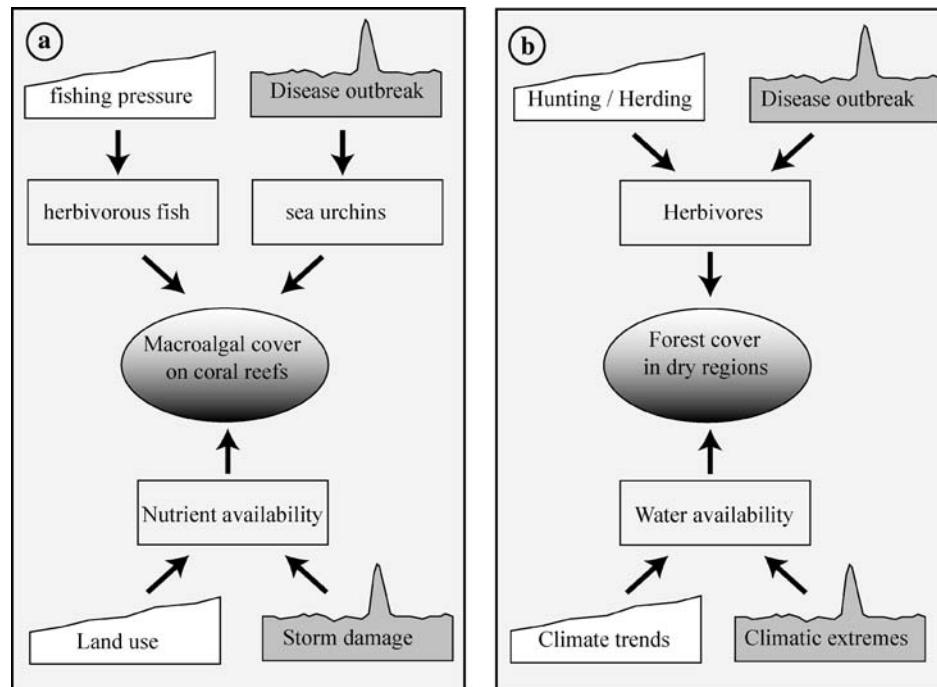 a
fishing pressure
Disease outbreak
herbivorous fish
sea urchins
Macroalgal cover
on coral reefs
Nutrient availability
Land use
Storm damage
b
Hunting / Herding
Disease outbreak
Herbivores
Forest cover
in dry regions
Water availability
Climate trends
Climatic extremes